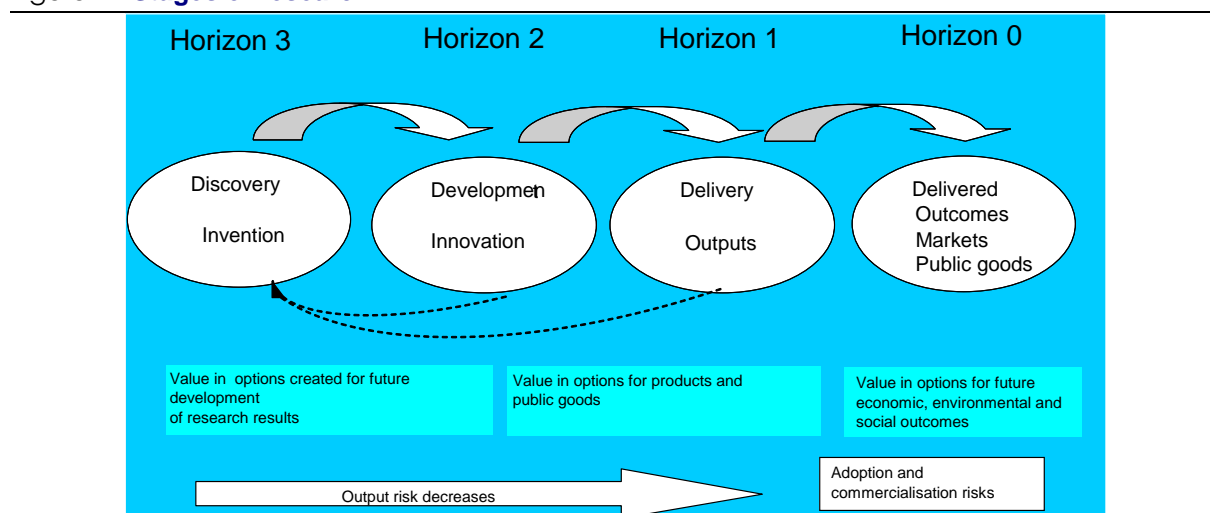 Horizon 3
Horizon 2
Horizon 1
Horizon 0
Discovery
Invention
Development
Innovation
Delivery
Outputs
Delivered
Outcomes
Markets
Public goods
Value in options created for future
development
of research results
Value in options for products and
public goods
Value in options for future
economic, environmental and
social outcomes
Output risk decreases
Adoption and
commercialisation risks